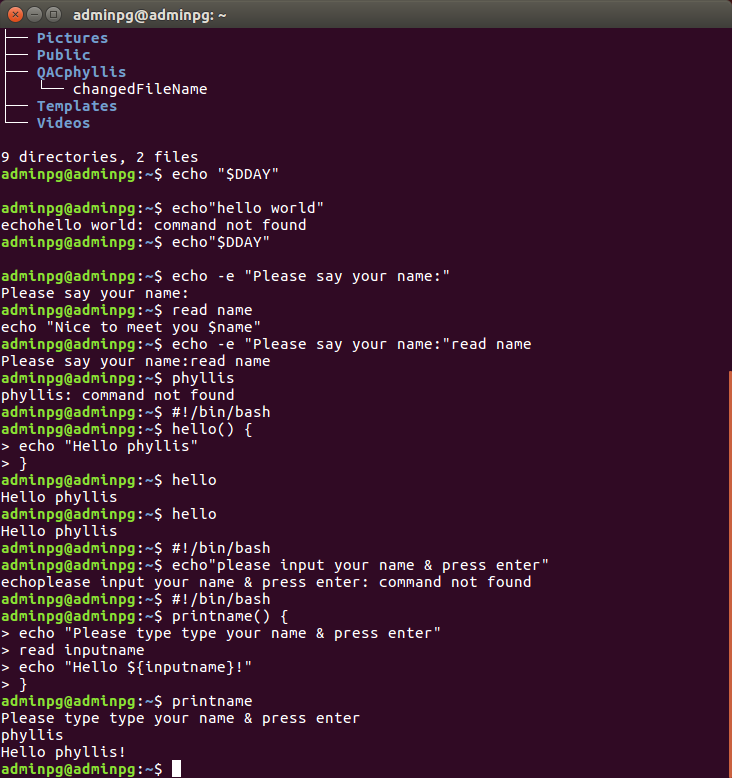 adminpg@adminpg: ~
├── Pictures
├── Public
├── QACphyllis
│   └── changedFileName
├── Templates
└── Videos
9 directories, 2 files
adminpg@adminpg:~$ echo "$DDAY"
adminpg@adminpg:~$ echo"hello world"
echohello world: command not found
adminpg@adminpg:~$ echo"$DDAY"
adminpg@adminpg:~$ echo -e "Please say your name:"
Please say your name:
adminpg@adminpg:~$ read name
echo "Nice to meet you $name"
adminpg@adminpg:~$ echo -e "Please say your name:"read name
Please say your name:read name
adminpg@adminpg:~$ phyllis
phyllis: command not found
adminpg@adminpg:~$ #!/bin/bash
adminpg@adminpg:~$ hello() {
> echo "Hello phyllis"
> }
adminpg@adminpg:~$ hello
Hello phyllis
adminpg@adminpg:~$ hello
Hello phyllis
adminpg@adminpg:~$ #!/bin/bash
adminpg@adminpg:~$ echo"please input your name & press enter"
echoplease input your name & press enter: command not found
adminpg@adminpg:~$ #!/bin/bash
adminpg@adminpg:~$ printname() {
> echo "Please type type your name & press enter"
> read inputname
> echo "Hello ${inputname}!"
> }
adminpg@adminpg:~$ printname
Please type type your name & press enter
phyllis
Hello phyllis!
adminpg@adminpg:~$